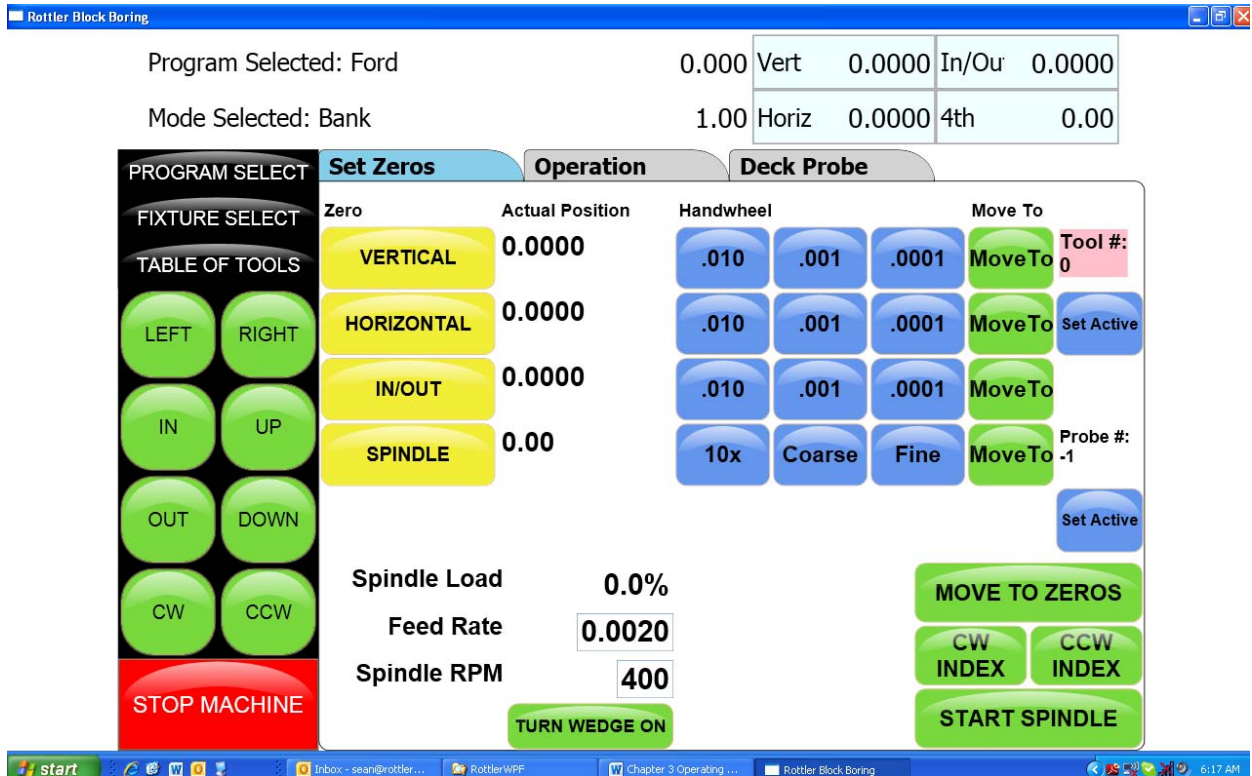 Rottler Block Boring
Program Selected: Ford 0.000 Vert 0.0000 In/Ou 0.0000
Mode Selected: Bank 1.00 Horiz 0.0000 4th 0.00
PROGRAM SELECT Set Zeros Operation Deck Probe
FIXTURE SELECT Zero Actual Position Handwheel Move To
TABLE OF TOOLS VERTICAL 0.0000 .010 .001 .0001 MoveTo Tool #:
0
LEFT RIGHT HORIZONTAL 0.0000 .010 .001 .0001 MoveTo Set Active
IN UP IN/OUT 0.0000 .010 .001 .0001 MoveTo
SPINDLE 0.00 10x Coarse Fine MoveTo Probe #:
-1
OUT DOWN Set Active
CW CCW Spindle Load 0.0% MOVE TO ZEROS
Feed Rate 0.0020 CW INDEX CCW INDEX
Spindle RPM 400
STOP MACHINE TURN WEDGE ON START SPINDLE
start Inbox - sean@rottler... RottlerWPF Chapter 3 Operating ... Rottler Block Boring 6:17 AM